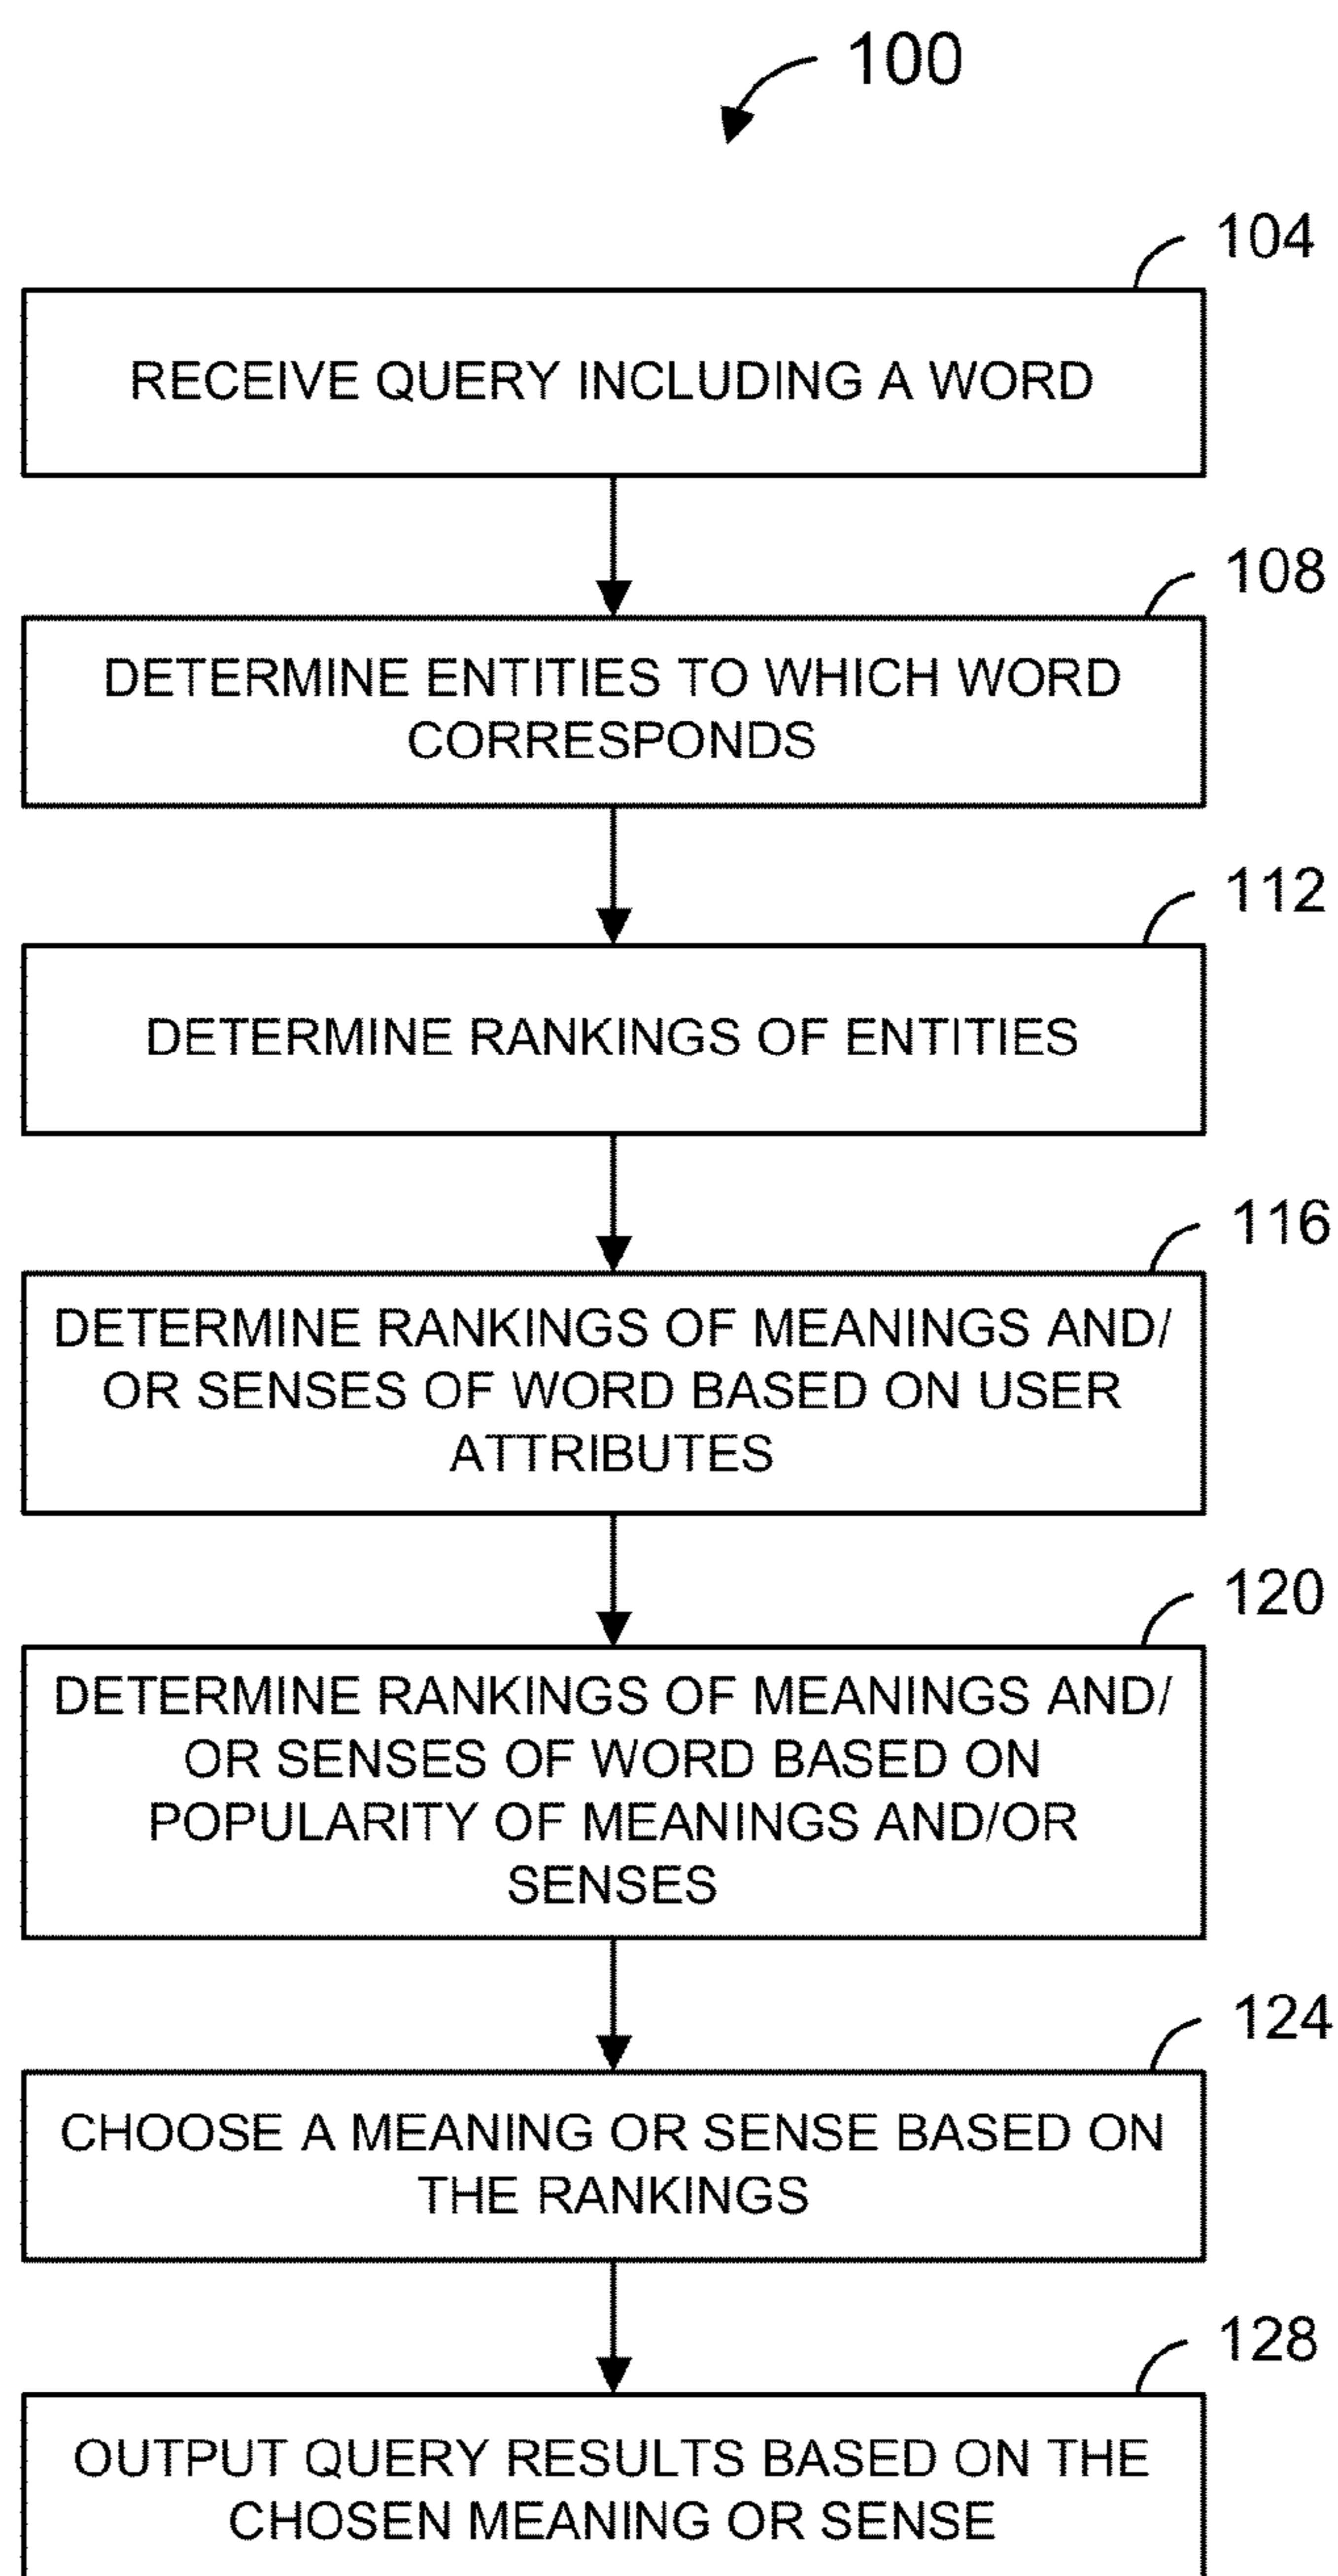 100
104
RECEIVE QUERY INCLUDING A WORD
108
DETERMINE ENTITIES TO WHICH WORD
CORRESPONDS
112
DETERMINE RANKINGS OF ENTITIES
116
DETERMINE RANKINGS OF MEANINGS AND/
OR SENSES OF WORD BASED ON USER
ATTRIBUTES
120
DETERMINE RANKINGS OF MEANINGS AND/
OR SENSES OF WORD BASED ON
POPULARITY OF MEANINGS AND/OR
SENSES
124
CHOOSE A MEANING OR SENSE BASED ON
THE RANKINGS
128
OUTPUT QUERY RESULTS BASED ON THE
CHOSEN MEANING OR SENSE